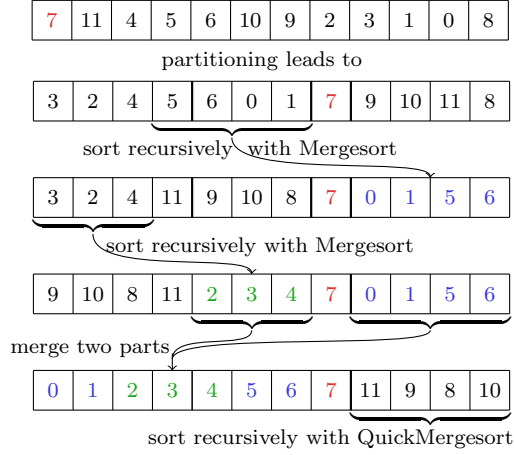 7 11 4 5 6 10 9 2 3 1 0 8
partitioning leads to
3 2 4 5 6 0 1 7 9 10 11 8
sort recursively with Mergesort
3 2 4 11 9 10 8 7 0 1 5 6
sort recursively with Mergesort
9 10 8 11 2 3 4 7 0 1 5 6
merge two parts
0 1 2 3 4 5 6 7 11 9 8 10
sort recursively with QuickMergesort